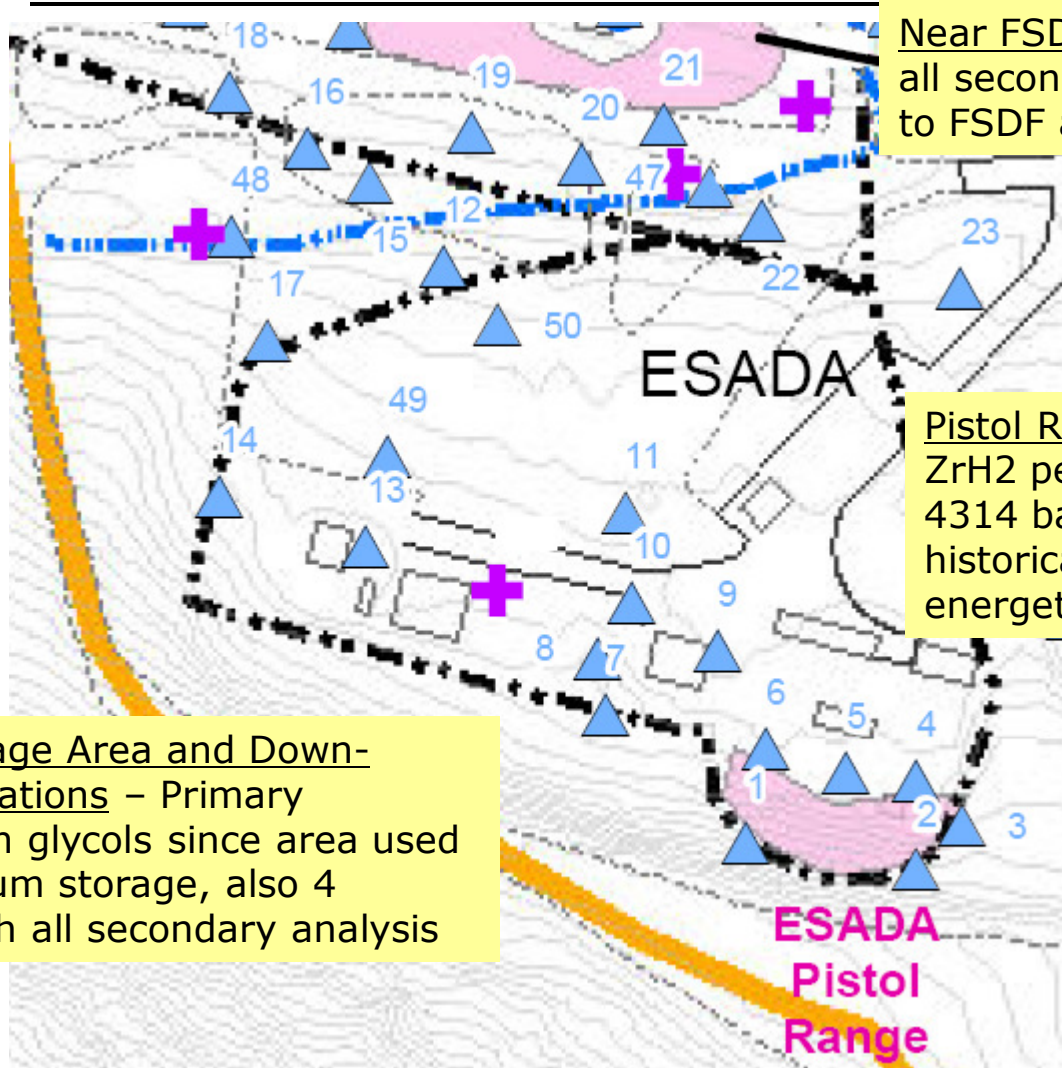 Near FSD
all secon
to FSDF
18
16
19
21
20
48
47
12
15
23
17
22
50
ESADA
49
14
11
13
10
Pistol R
ZrH2 pe
4314 ba
historica
energet
9
8
7
6
5
4
age Area and Down-
ations – Primary
n glycols since area used
um storage, also 4
h all secondary analysis
1
2
3
ESADA
Pistol
Range